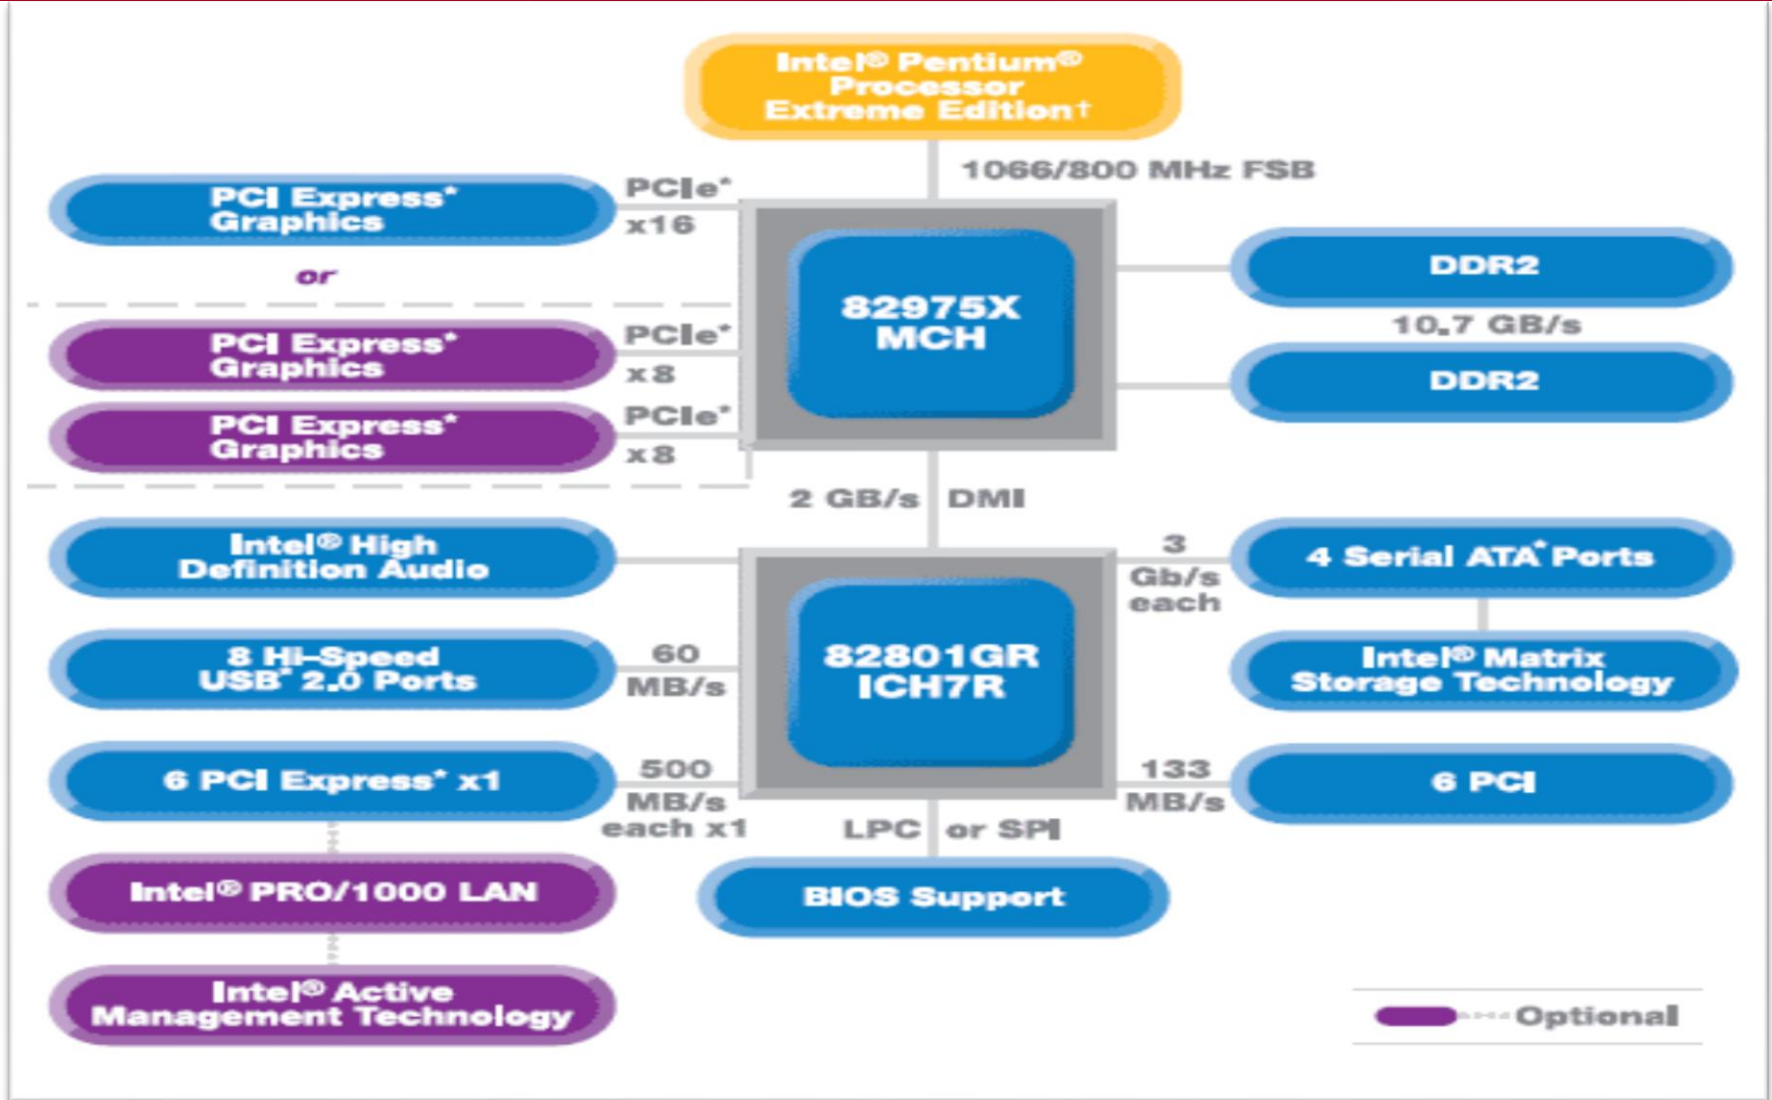 Intel® Pentium®
Processor
Extreme Edition†
1066/800 MHz FSB
PCI Express*
Graphics
PCIe*
x16
or
PCI Express*
Graphics
PCIe*
x8
PCI Express*
Graphics
PCIe*
x8
82975X
MCH
DDR2
10.7 GB/s
DDR2
2 GB/s DMI
Intel® High
Definition Audio
8 Hi-Speed
USB* 2.0 Ports
60
MB/s
6 PCI Express* x1
500
MB/s
each x1
82801GR
ICH7R
3
Gb/s
each
4 Serial ATA* Ports
Intel® Matrix
Storage Technology
133
MB/s
6 PCI
LPC or SPI
BIOS Support
Intel® PRO/1000 LAN
Intel® Active
Management Technology
Optional